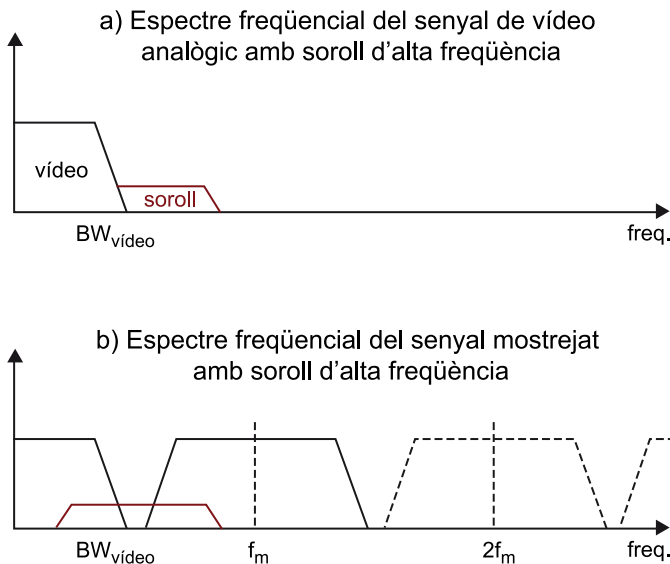 a) Espectre freqüencial del senyal de vídeo
analògic amb soroll d'alta freqüència
vídeo
soroll
BWvídeo
freq.
b) Espectre freqüencial del senyal mostrejat
amb soroll d'alta freqüència
BWvídeo
fm
2fm
freq.